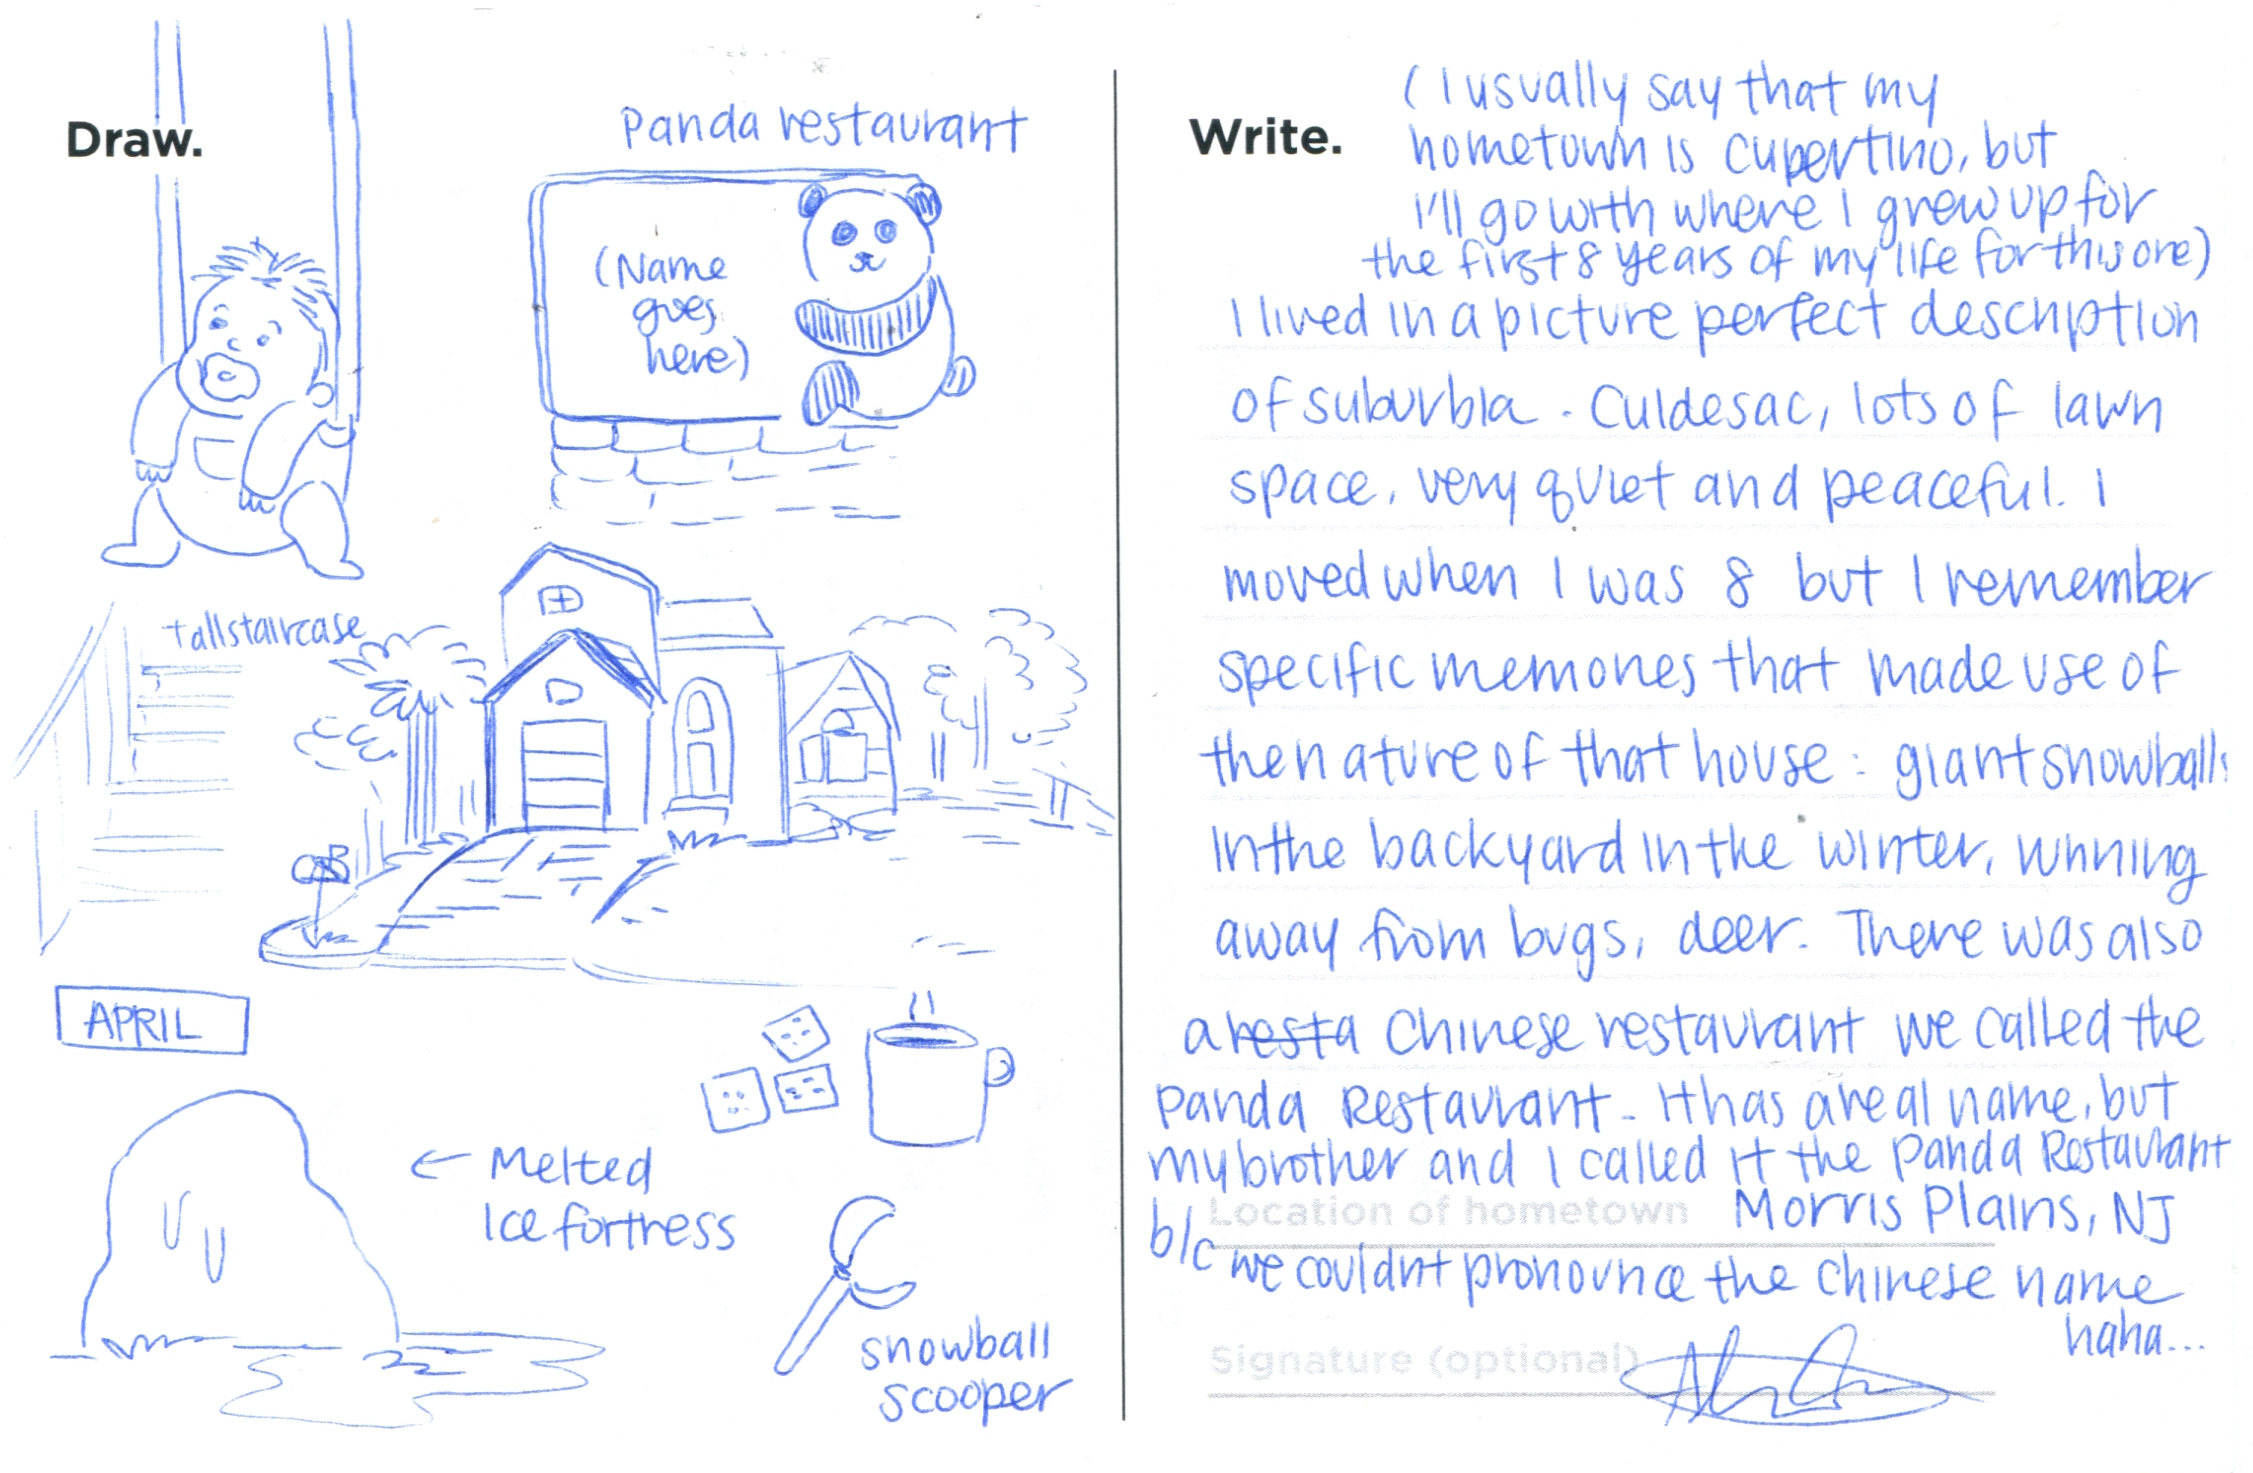 Draw.
Panda restaurant
(Name
goes
here)
Tall staircase
APRIL
← Melted
Ice fortress
snowball
scooper
Write.
(I usually say that my
hometown is Cupertino, but
I'll go with where I grew up for
the first 8 years of my life for this one)
I lived in a picture perfect description
of suburbia. Culdesac, lots of lawn
space, very quiet and peaceful. I
moved when I was 8 but I remember
specific memories that made use of
the nature of that house: giant snowballs
in the backyard in the winter, running
away from bugs, deer. There was also
a resta Chinese restaurant we called the
Panda Restaurant. It has a real name, but
my brother and I called it the Panda Restaurant
Location of hometown Morris Plains, NJ
b/c we couldnt pronounce the Chinese name
haha...
Signature (optional)